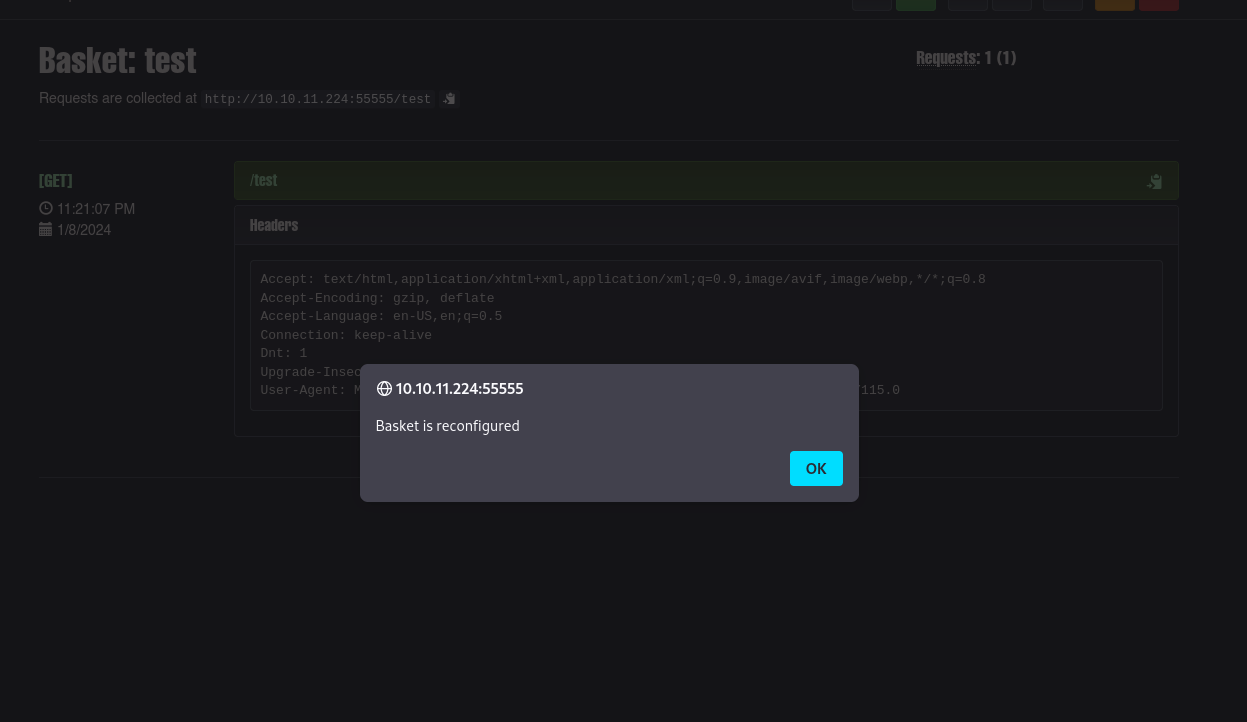 Basket: test
Requests: 1 (1)
Requests are collected at http://10.10.11.224:55555/test
[GET]
/test
11:21:07 PM
1/8/2024
Headers
Accept: text/html,application/xhtml+xml,application/xml;q=0.9,image/avif,image/webp,*/*;q=0.8
Accept-Encoding: gzip, deflate
Accept-Language: en-US,en;q=0.5
Connection: keep-alive
Dnt: 1
Upgrade-Insec
User-Agent: M /115.0
10.10.11.224:55555
Basket is reconfigured
OK